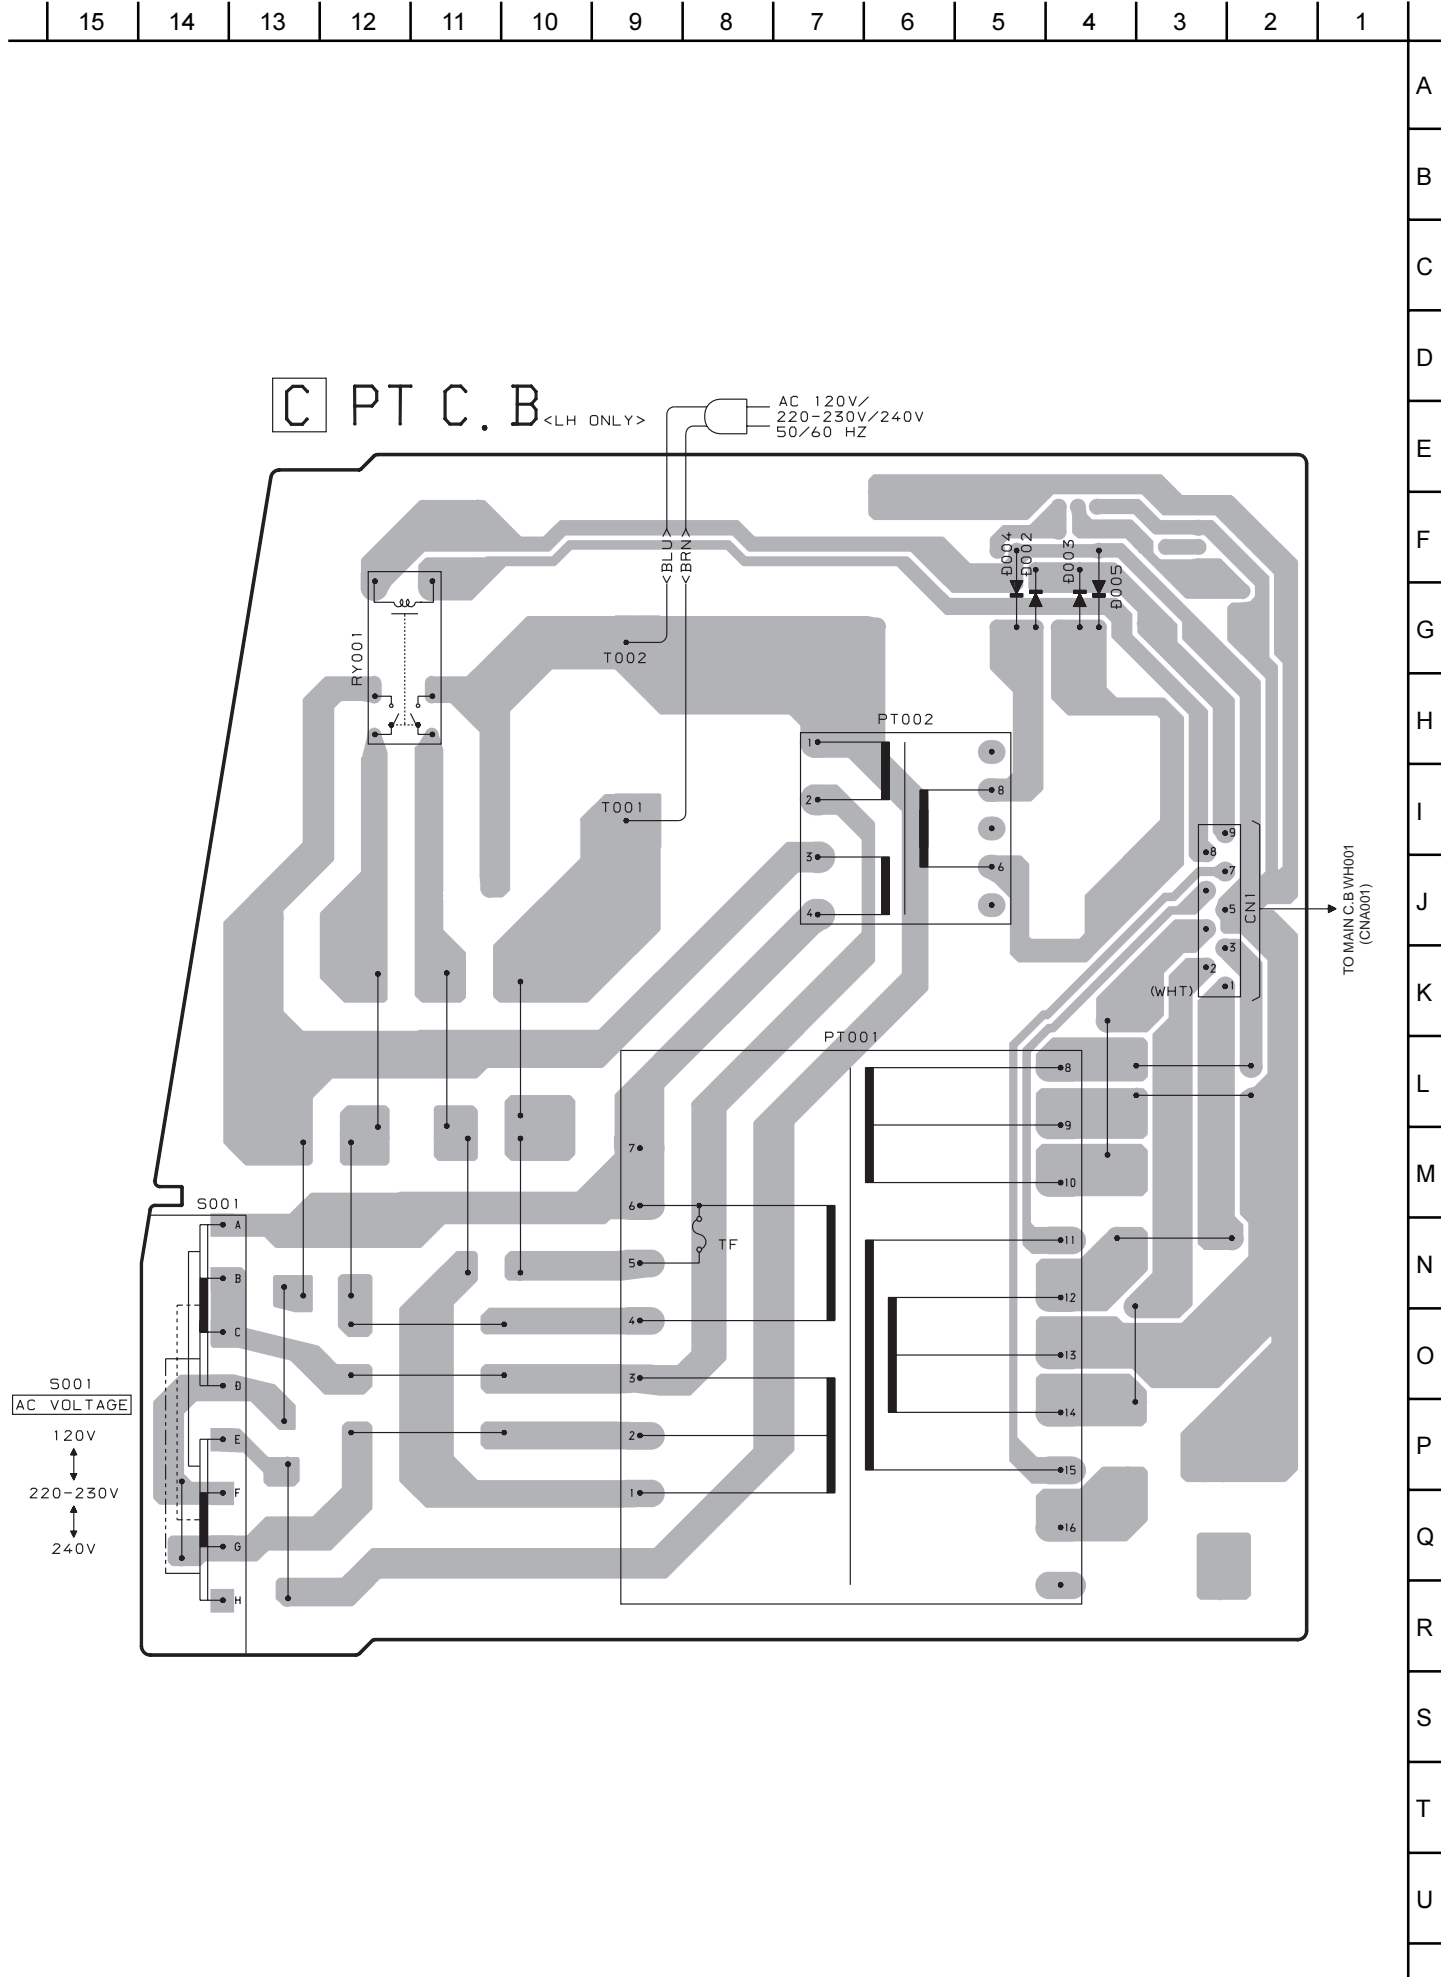 15 14 13 12 11 10 9 8 7 6 5 4 3 2 1
A
B
C
D
C PT C.B <LH ONLY>
AC 120V/
220-230V/240V
50/60 HZ
E
F
<BLU>
<BRN>
D004
D002
D003
D005
G
RY001
T002
H
PT002
1
2
3
4
8
6
I
T001
9
8
7
5
3
2
1
CN1
(WHT)
TO MAIN C.B WH001
(CNA001)
J
K
PT001
8
9
10
11
12
13
14
15
16
7
6
5
4
3
2
1
TF
L
M
S001
A
B
C
D
E
F
G
H
N
O
S001
AC VOLTAGE
120V
220-230V
240V
P
Q
R
S
T
U